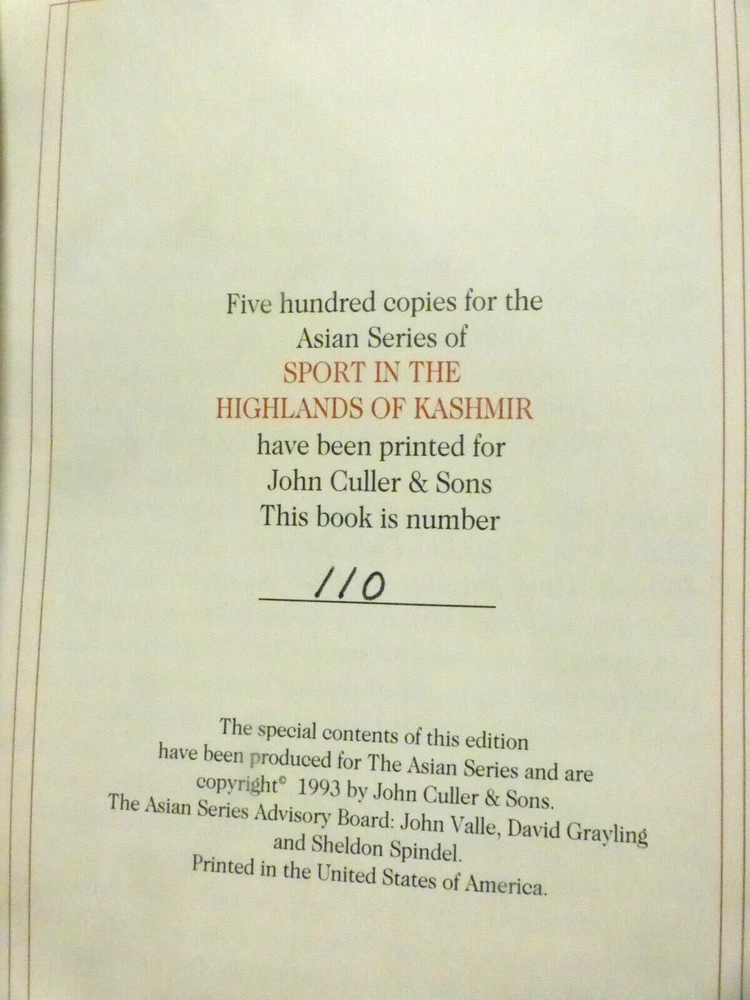 Five hundred copies for the
Asian Series of
SPORT IN THE
HIGHLANDS OF KASHMIR
have been printed for
John Culler & Sons
This book is number
110
The special contents of this edition
have been produced for The Asian Series and are
copyright© 1993 by John Culler & Sons.
The Asian Series Advisory Board: John Valle, David Grayling
and Sheldon Spindel.
Printed in the United States of America.